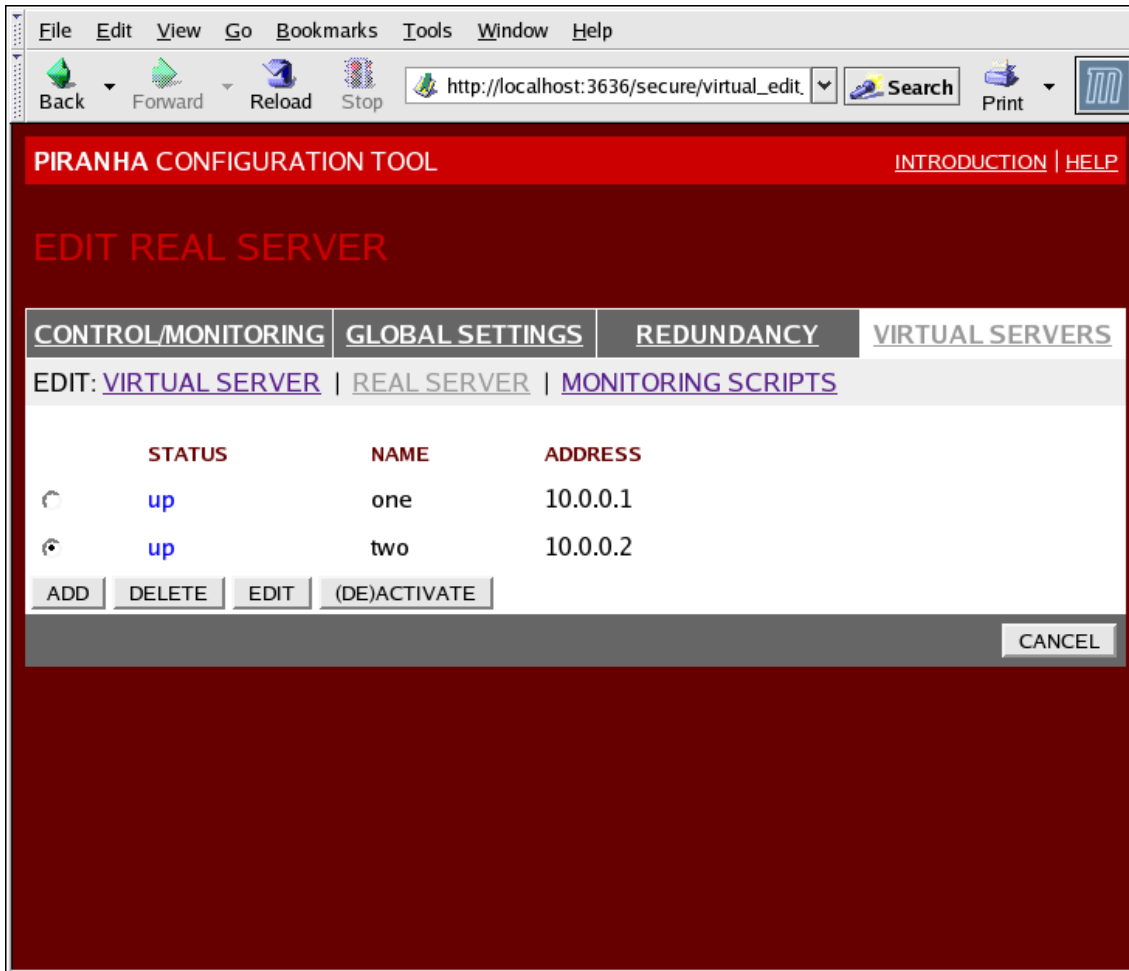 File Edit View Go Bookmarks Tools Window Help
http://localhost:3636/secure/virtual_edit_ Search
Back Forward Reload Stop Print
PIRANHA CONFIGURATION TOOL INTRODUCTION | HELP
EDIT REAL SERVER
CONTROL/MONITORING GLOBAL SETTINGS REDUNDANCY VIRTUAL SERVERS
EDIT: VIRTUAL SERVER | REAL SERVER | MONITORING SCRIPTS
STATUS NAME ADDRESS
up one 10.0.0.1
up two 10.0.0.2
ADD DELETE EDIT (DE)ACTIVATE
CANCEL